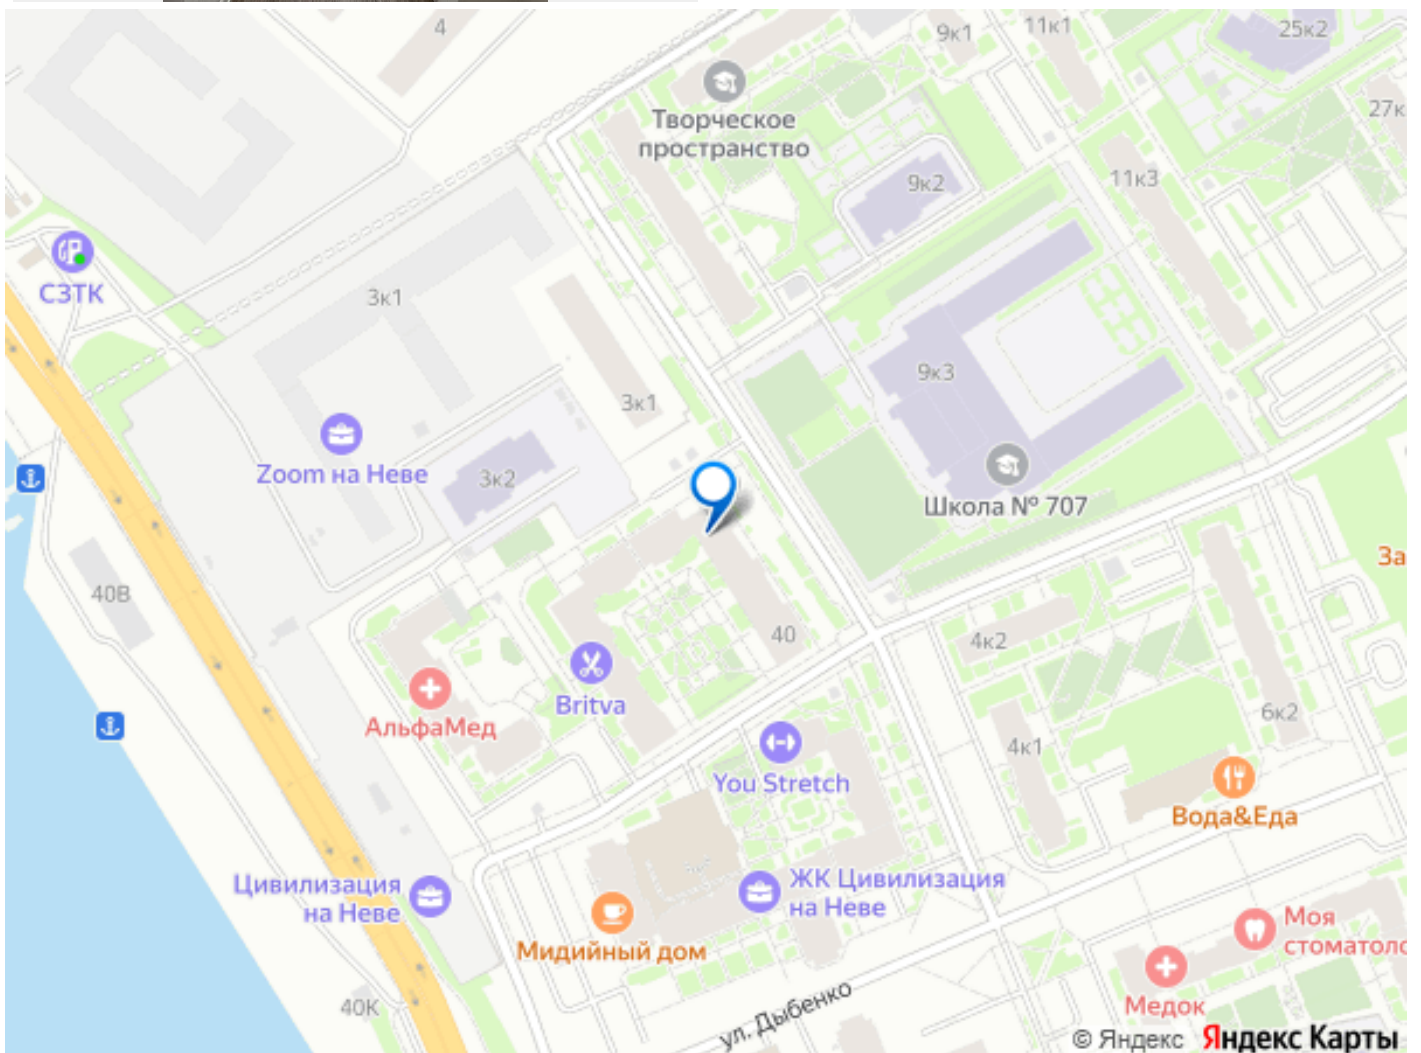 4
9к1
11к1
25к2
Творческое
пространство
27к
9к2
11к3
СЗТК
3к1
9к3
3к1
Zoom на Неве
3к2
Школа № 707
За
40В
40
4к2
Britva
АльфаМед
6к2
4к1
You Stretch
Вода&Еда
Цивилизация
на Неве
ЖК Цивилизация
на Неве
Моя
стоматоло
Мидийный дом
Медок
40К
ул. Дыбенко
© Яндекс Яндекс Карты